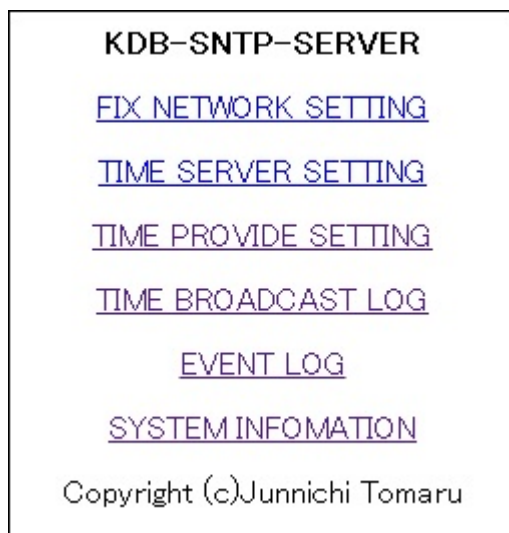 KDB-SNTP-SERVER
FIX NETWORK SETTING
TIME SERVER SETTING
TIME PROVIDE SETTING
TIME BROADCAST LOG
EVENT LOG
SYSTEM INFOMATION
Copyright (c)Junnichi Tomaru